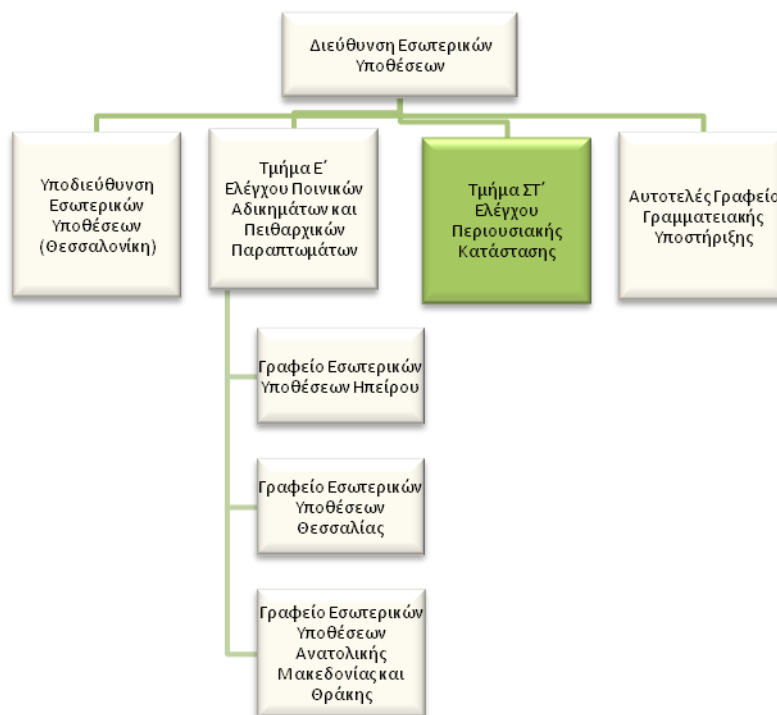 Διεύθυνση Εσωτερικών
Υποθέσεων
Υποδιεύθυνση
Εσωτερικών
Υποθέσεων
(Θεσσαλονίκη)
Τμήμα Ε΄
Ελέγχου Ποινικών
Αδικημάτων και
Πειθαρχικών
Παραπτωμάτων
Τμήμα ΣΤ΄
Ελέγχου
Περιουσιακής
Κατάστασης
Αυτοτελές Γραφείο
Γραμματειακής
Υποστήριξης
Γραφείο Εσωτερικών
Υποθέσεων Ηπείρου
Γραφείο Εσωτερικών
Υποθέσεων
Θεσσαλίας
Γραφείο Εσωτερικών
Υποθέσεων
Ανατολικής
Μακεδονίας και
Θράκης